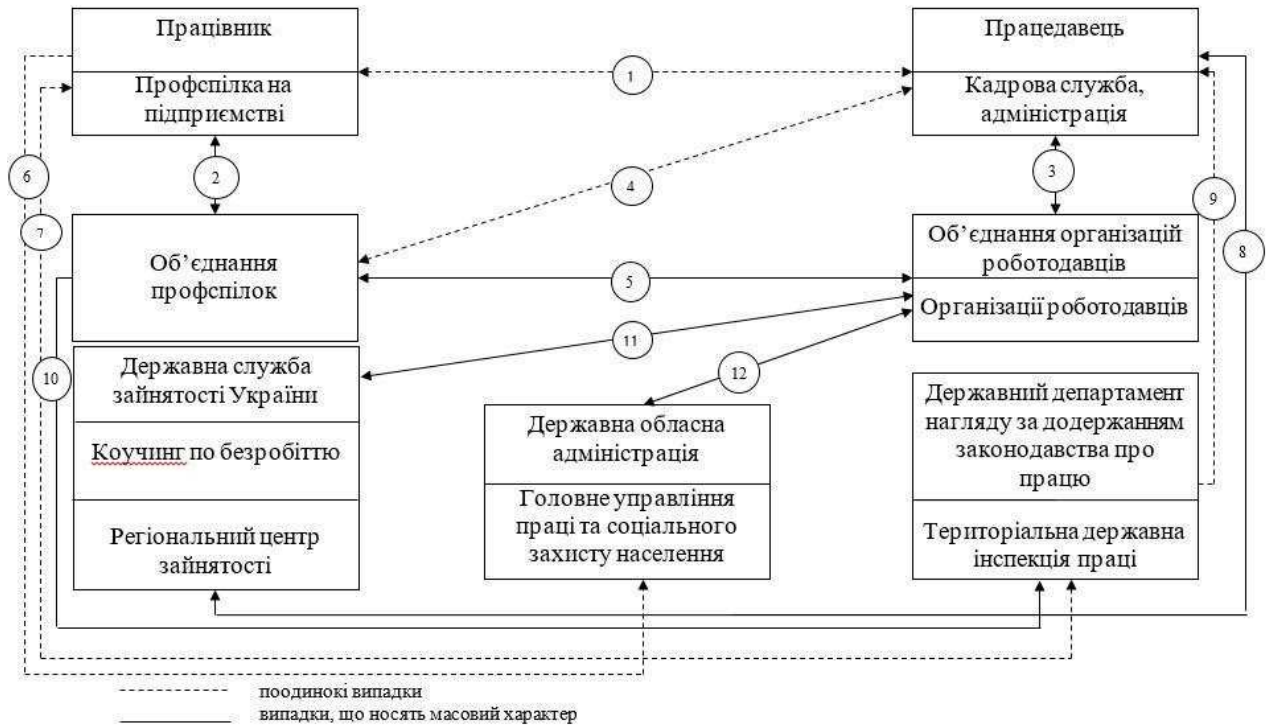 Працівник
Профспілка на
підприємстві
Працедавець
Кадрова служба,
адміністрація
1
2
3
4
5
6
7
8
9
10
11
12
Об’єднання
профспілок
Об’єднання організацій
роботодавців
Організації роботодавців
Державна служба
зайнятості України
Коучинг по безробіттю
Регіональний центр
зайнятості
Державна обласна
адміністрація
Головне управління
праці та соціального
захисту населення
Державний департамент
нагляду за додержанням
законодавства про
працю
Територіальна державна
інспекція праці
поодинокі випадки
випадки, що носять масовий характер